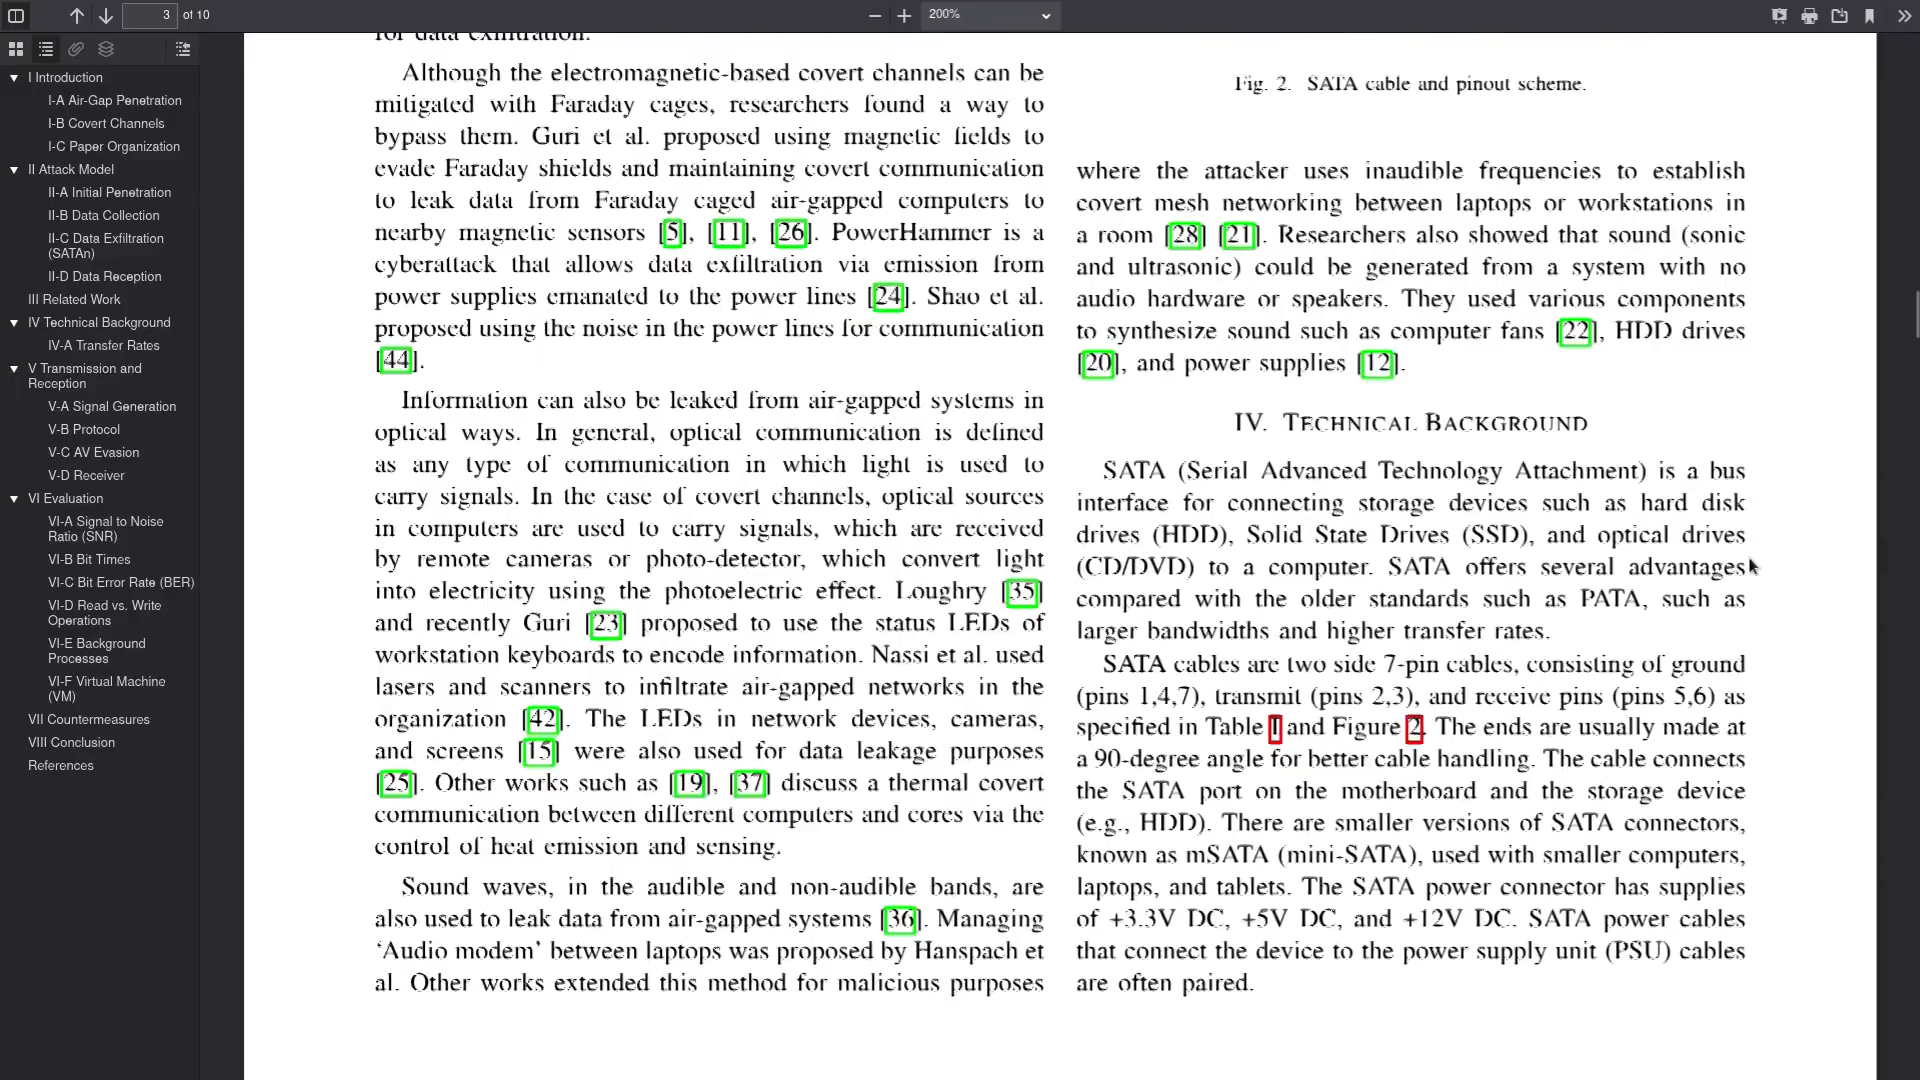 3 of 10
200%
I Introduction
I-A Air-Gap Penetration
I-B Covert Channels
I-C Paper Organization
II Attack Model
II-A Initial Penetration
II-B Data Collection
II-C Data Exfiltration
(SATAn)
II-D Data Reception
III Related Work
IV Technical Background
IV-A Transfer Rates
V Transmission and
Reception
V-A Signal Generation
V-B Protocol
V-C AV Evasion
V-D Receiver
VI Evaluation
VI-A Signal to Noise
Ratio (SNR)
VI-B Bit Times
VI-C Bit Error Rate (BER)
VI-D Read vs. Write
Operations
VI-E Background
Processes
VI-F Virtual Machine
(VM)
VII Countermeasures
VIII Conclusion
References
for data exfiltration.
Although the electromagnetic-based covert channels can be
mitigated with Faraday cages, researchers found a way to
bypass them. Guri et al. proposed using magnetic fields to
evade Faraday shields and maintaining covert communication
to leak data from Faraday caged air-gapped computers to
nearby magnetic sensors [5], [11], [26]. PowerHammer is a
cyberattack that allows data exfiltration via emission from
power supplies emanated to the power lines [24]. Shao et al.
proposed using the noise in the power lines for communication
[44].
Information can also be leaked from air-gapped systems in
optical ways. In general, optical communication is defined
as any type of communication in which light is used to
carry signals. In the case of covert channels, optical sources
in computers are used to carry signals, which are received
by remote cameras or photo-detector, which convert light
into electricity using the photoelectric effect. Loughry [35]
and recently Guri [23] proposed to use the status LEDs of
workstation keyboards to encode information. Nassi et al. used
lasers and scanners to infiltrate air-gapped networks in the
organization [42]. The LEDs in network devices, cameras,
and screens [15] were also used for data leakage purposes
[25]. Other works such as [19], [37] discuss a thermal covert
communication between different computers and cores via the
control of heat emission and sensing.
Sound waves, in the audible and non-audible bands, are
also used to leak data from air-gapped systems [36]. Managing
‘Audio modem’ between laptops was proposed by Hanspach et
al. Other works extended this method for malicious purposes
Fig. 2. SATA cable and pinout scheme.
where the attacker uses inaudible frequencies to establish
covert mesh networking between laptops or workstations in
a room [28] [21]. Researchers also showed that sound (sonic
and ultrasonic) could be generated from a system with no
audio hardware or speakers. They used various components
to synthesize sound such as computer fans [22], HDD drives
[20], and power supplies [12].
IV. TECHNICAL BACKGROUND
SATA (Serial Advanced Technology Attachment) is a bus
interface for connecting storage devices such as hard disk
drives (HDD), Solid State Drives (SSD), and optical drives
(CD/DVD) to a computer. SATA offers several advantages
compared with the older standards such as PATA, such as
larger bandwidths and higher transfer rates.
SATA cables are two side 7-pin cables, consisting of ground
(pins 1,4,7), transmit (pins 2,3), and receive pins (pins 5,6) as
specified in Table I and Figure 2. The ends are usually made at
a 90-degree angle for better cable handling. The cable connects
the SATA port on the motherboard and the storage device
(e.g., HDD). There are smaller versions of SATA connectors,
known as mSATA (mini-SATA), used with smaller computers,
laptops, and tablets. The SATA power connector has supplies
of +3.3V DC, +5V DC, and +12V DC. SATA power cables
that connect the device to the power supply unit (PSU) cables
are often paired.